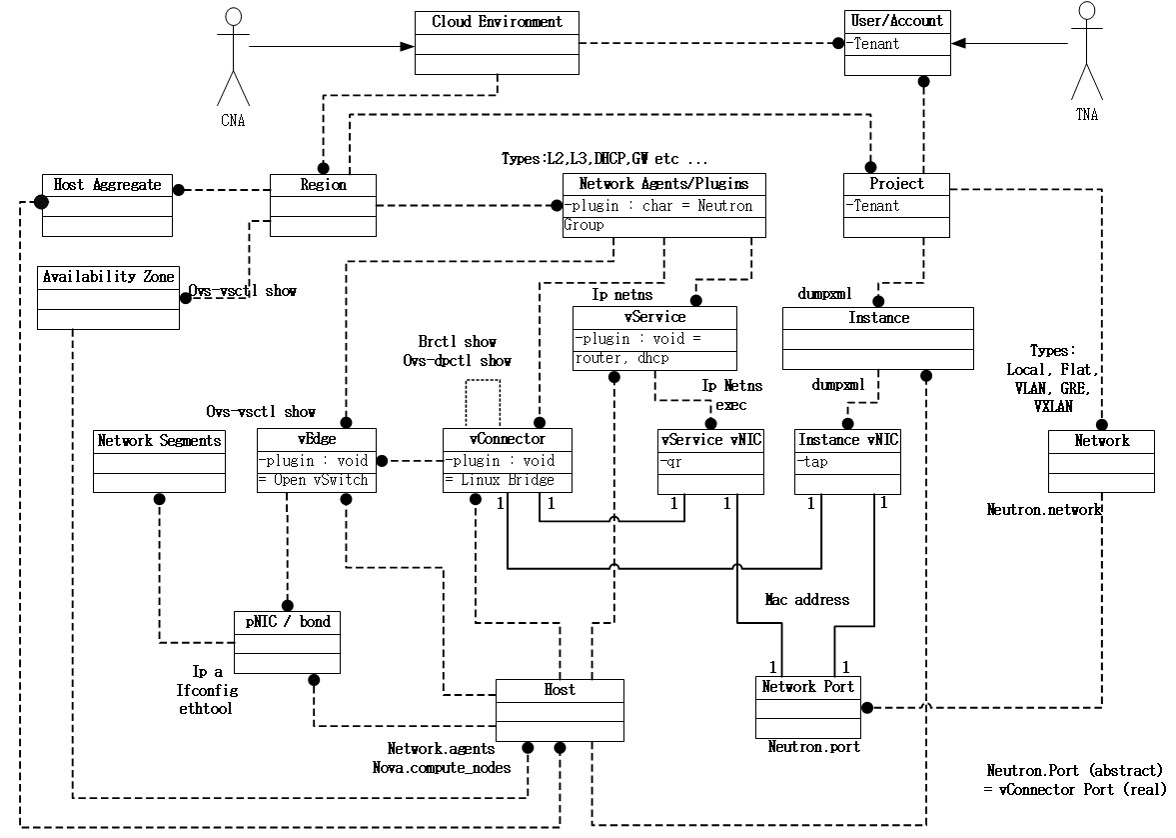 Cloud Environment
User/Account
-Tenant
CNA
TNA
Types:L2,L3,DHCP,GW etc ...
Host Aggregate
Region
Network Agents/Plugins
-plugin : char = Neutron
Group
Project
-Tenant
Availability Zone
Ovs-vsctl show
Ip netns
dumpxml
vService
-plugin : void =
router, dhcp
Instance
Brctl show
Ovs-dpctl show
Types:
Local, Flat,
VLAN, GRE,
VXLAN
Ip Netns
exec
dumpxml
Ovs-vsctl show
Network Segments
vEdge
-plugin : void
= Open vSwitch
vConnector
-plugin : void
= Linux Bridge
vService vNIC
-qr
Instance vNIC
-tap
Network
1
1
1
1
1
1
Neutron.network
Mac address
pNIC / bond
Ip a
Ifconfig
ethtool
1
1
Host
Network Port
Network.agents
Nova.compute_nodes
Neutron.port
Neutron.Port (abstract)
= vConnector Port (real)